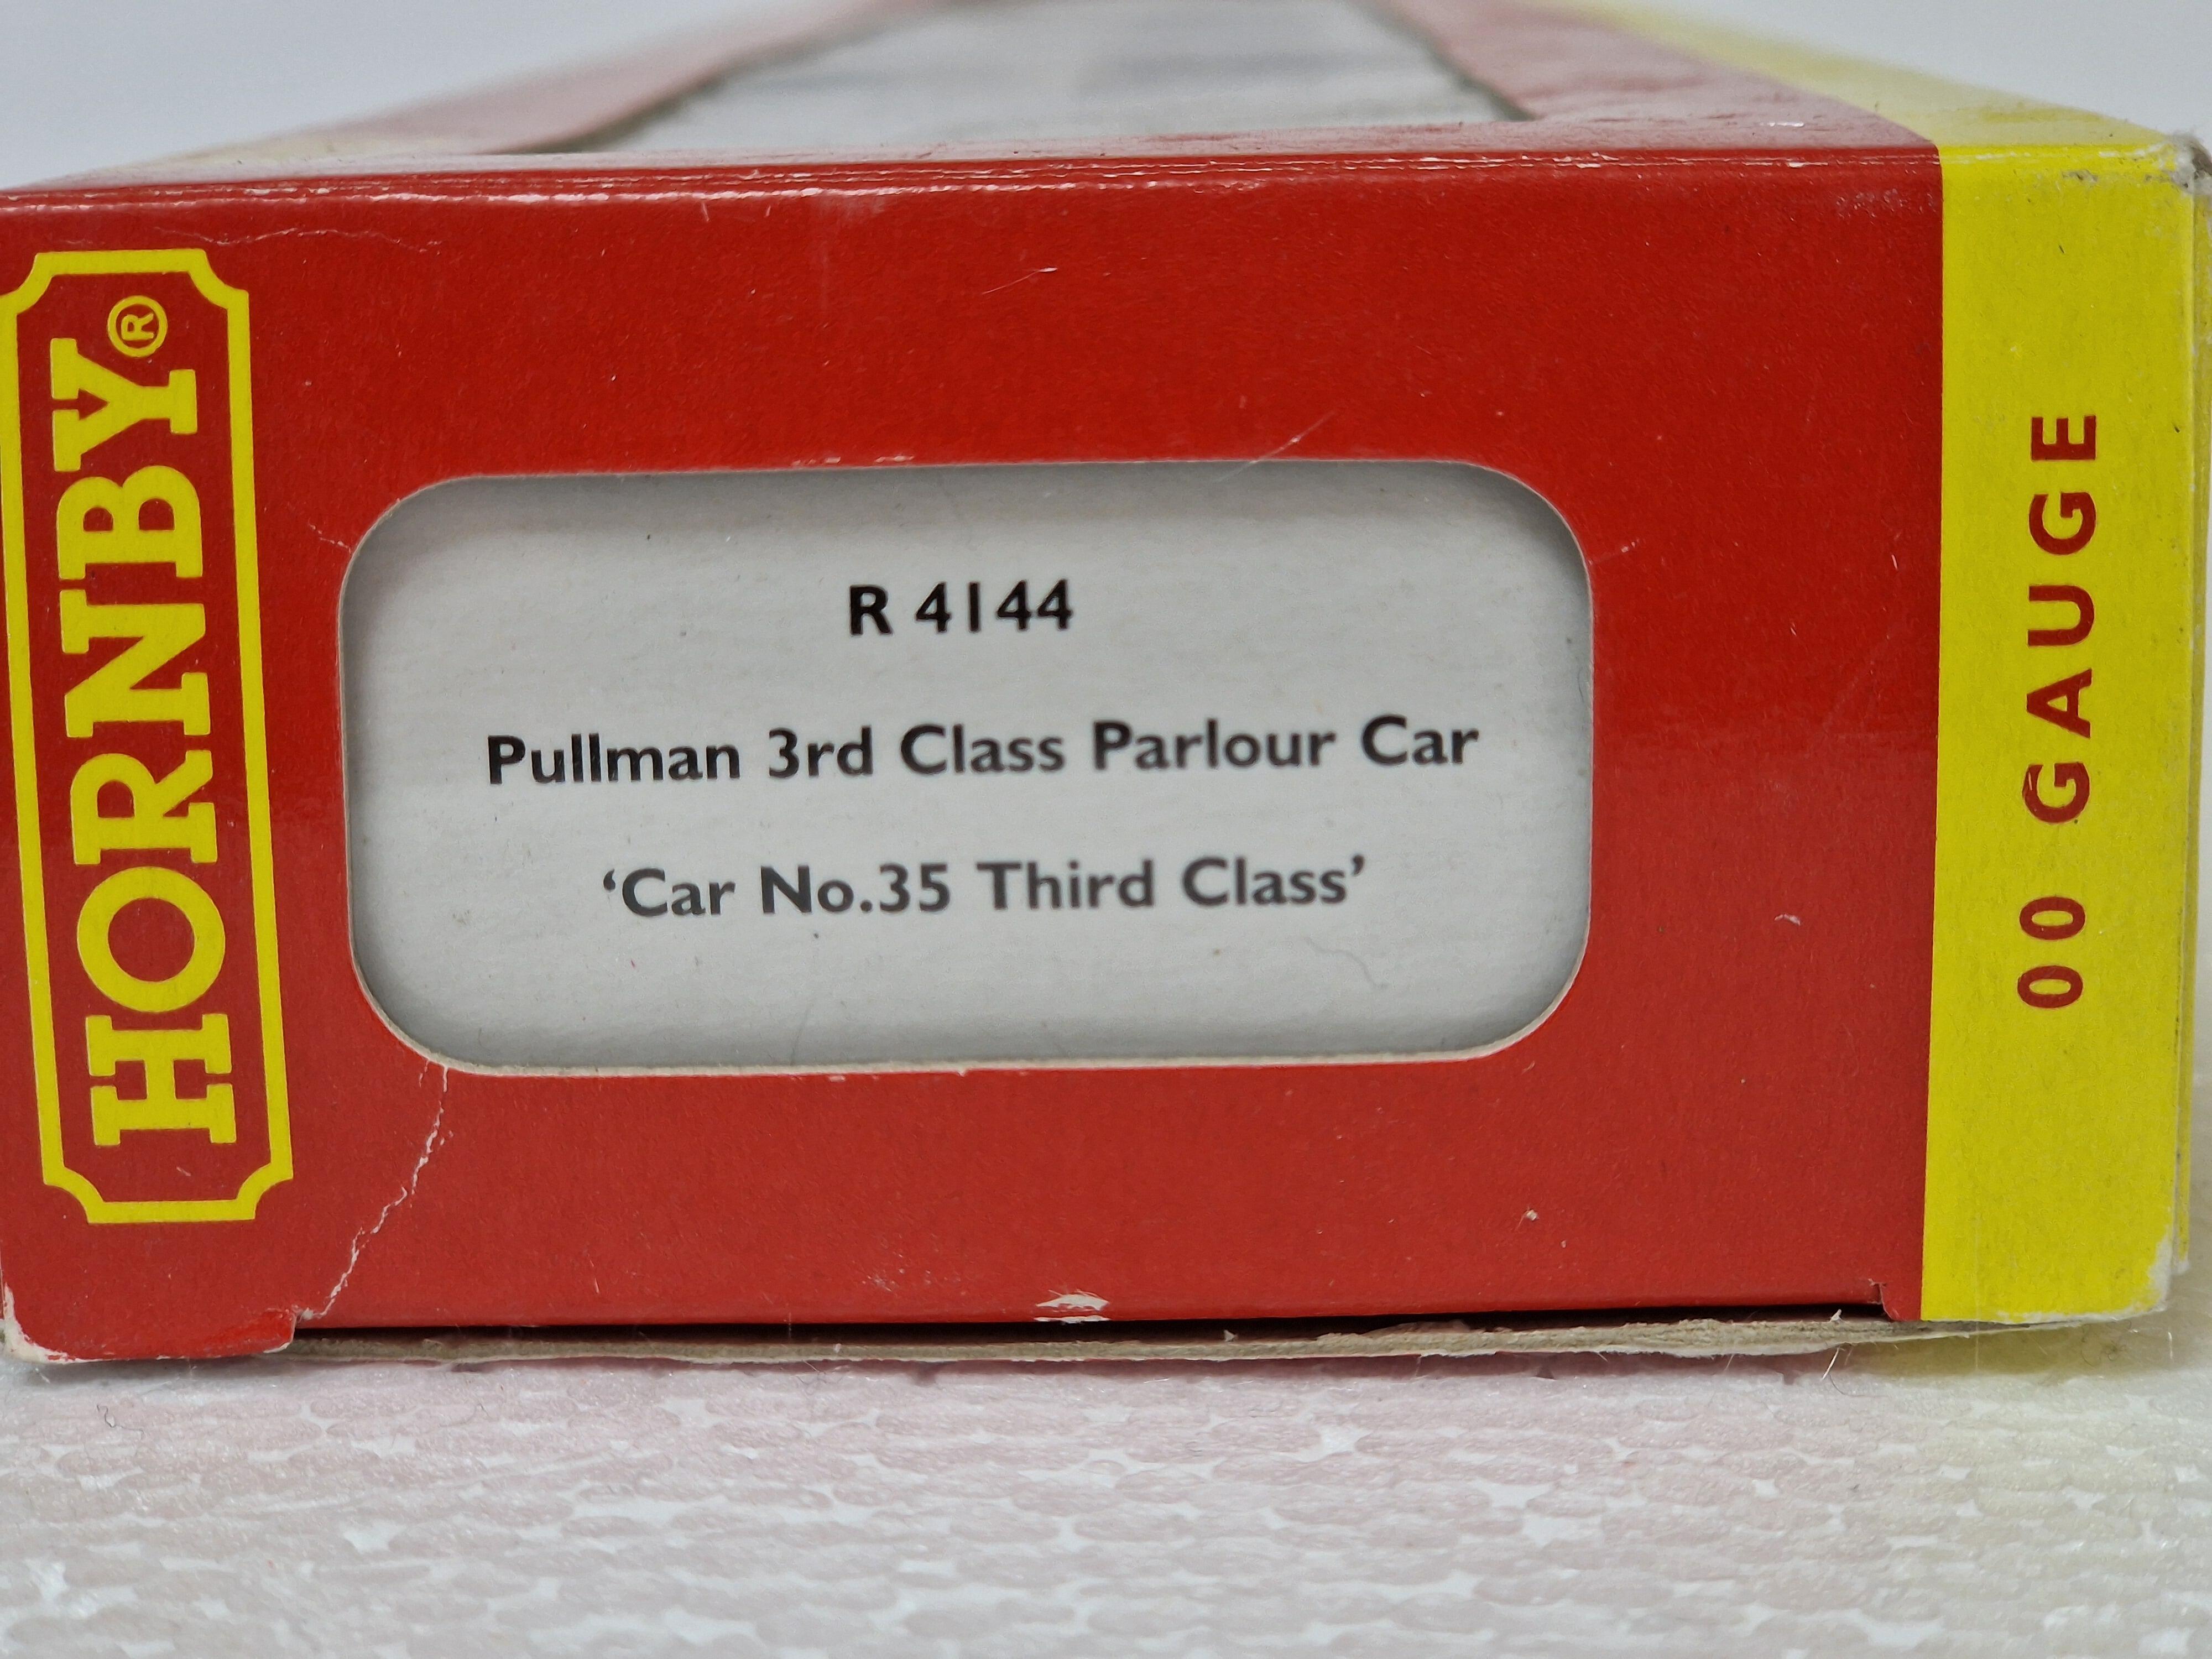 HORNBY®
R 4144
Pullman 3rd Class Parlour Car
‘Car No.35 Third Class’
00 GAUGE